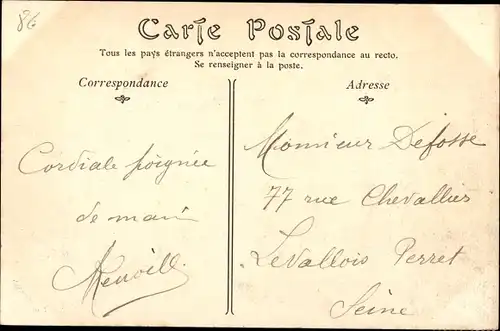 86
Carte Postale
Tous les pays étrangers n'acceptent pas la correspondance au recto.
Se renseigner à la poste.
Correspondance
Cordiale poignée
de main
Adresse
Monsieur Défosse
77 rue Chevallier
Levallois Perret
Seine